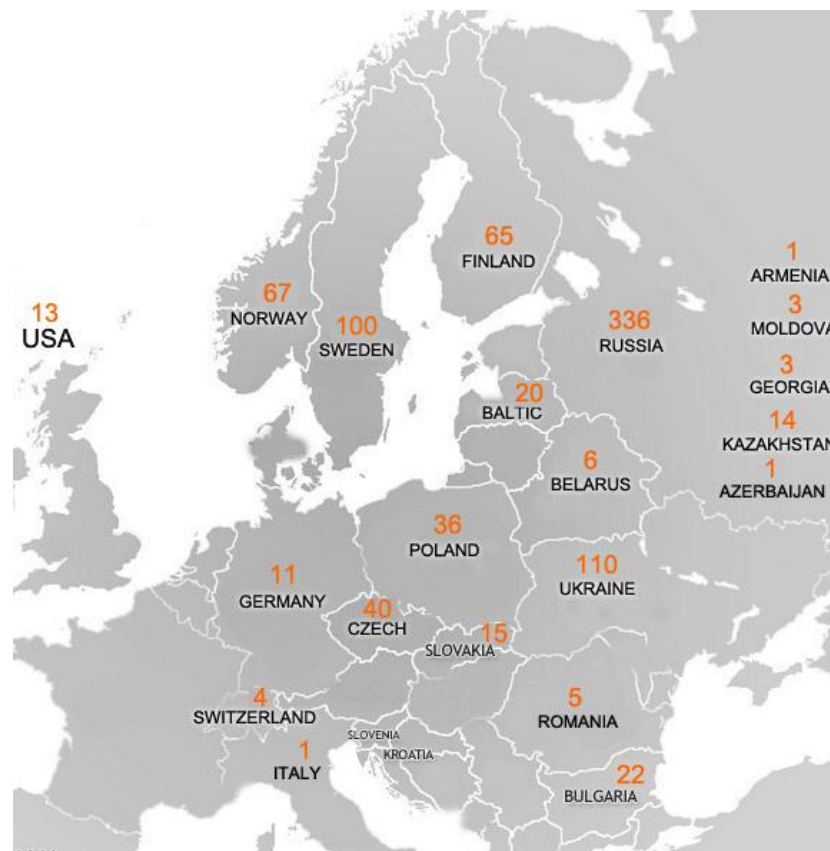 65
FINLAND
1
ARMENIA
67
NORWAY
13
USA
100
SWEDEN
336
RUSSIA
3
MOLDOVA
3
GEORGIA
20
BALTIC
14
KAZAKHSTAN
6
BELARUS
1
AZERBAIJAN
36
POLAND
110
UKRAINE
11
GERMANY
40
CZECH
15
SLOVAKIA
4
SWITZERLAND
5
ROMANIA
SLOVENIA
KROATIA
1
ITALY
22
BULGARIA